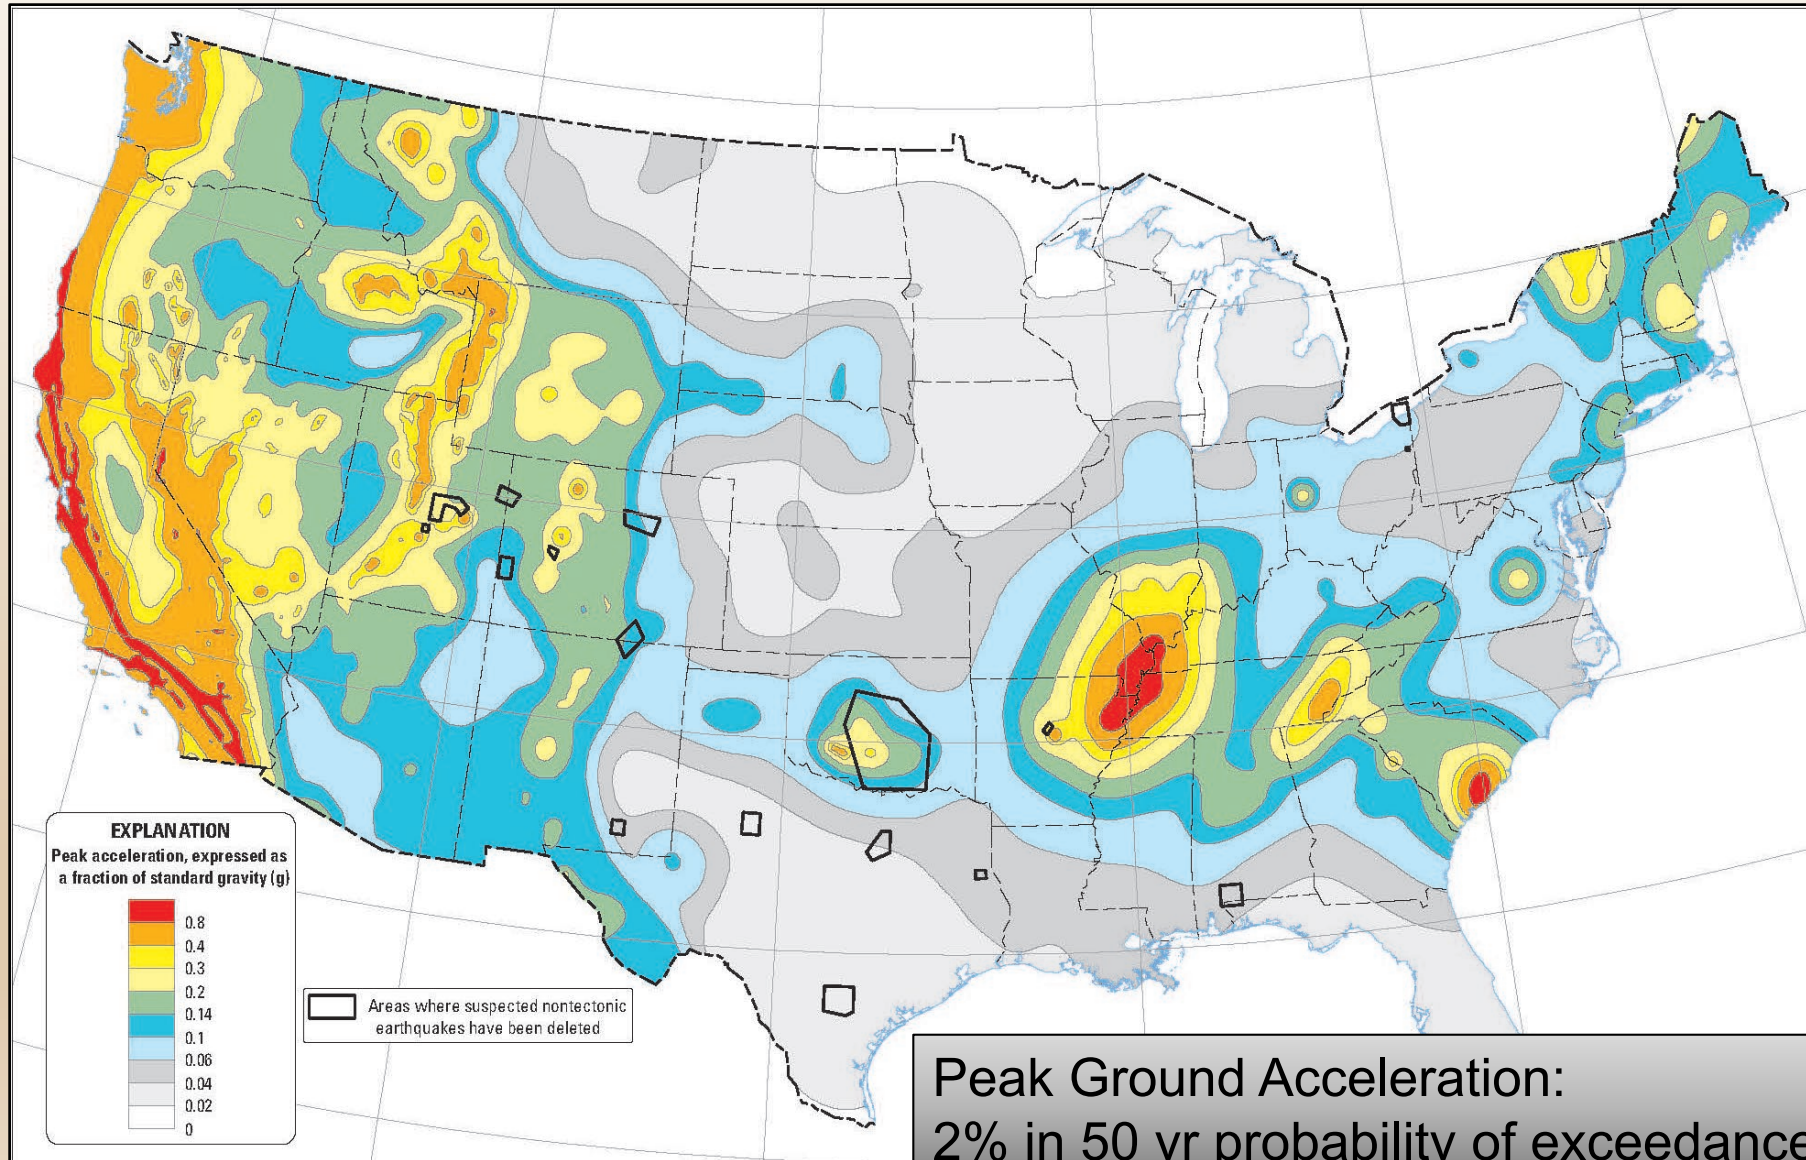 EXPLANATION
Peak acceleration, expressed as
a fraction of standard gravity (g)
0.8
0.4
0.3
0.2
0.14
0.1
0.06
0.04
0.02
0
Areas where suspected nontectonic
earthquakes have been deleted
Peak Ground Acceleration:
2% in 50 yr probability of exceedance